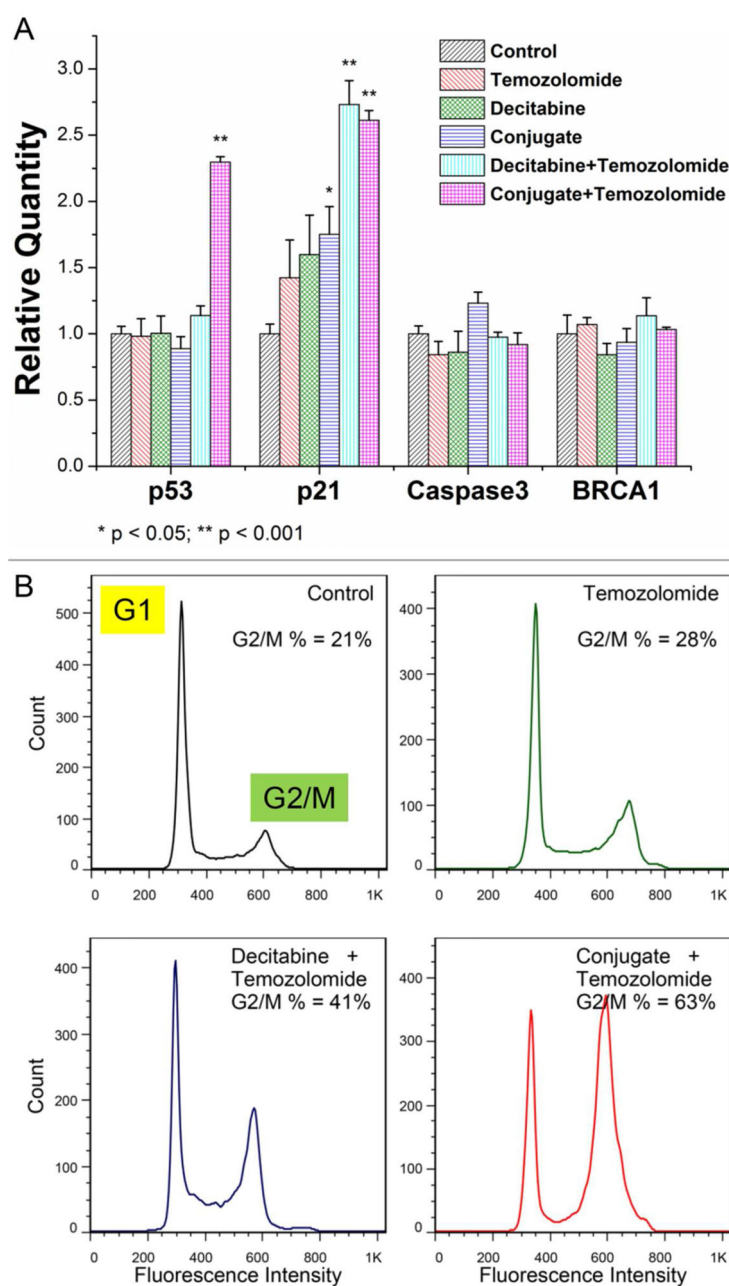 A
Control
Temozolomide
Decitabine
Conjugate
Decitabine+Temozolomide
Conjugate+Temozolomide
Relative Quantity
3.0
2.5
2.0
1.5
1.0
0.5
0.0
**
*
**
**
p53 p21 Caspase3 BRCA1
* p < 0.05; ** p < 0.001
B
G1
Control
G2/M % = 21%
G2/M
Count
500
400
300
200
100
0
0 200 400 600 800 1K
Temozolomide
G2/M % = 28%
400
300
200
100
0
0 200 400 600 800 1K
Decitabine +
Temozolomide
G2/M % = 41%
Count
400
300
200
100
0
0 200 400 600 800 1K
Fluorescence Intensity
Conjugate +
Temozolomide
G2/M % = 63%
400
300
200
100
0
0 200 400 600 800 1K
Fluorescence Intensity